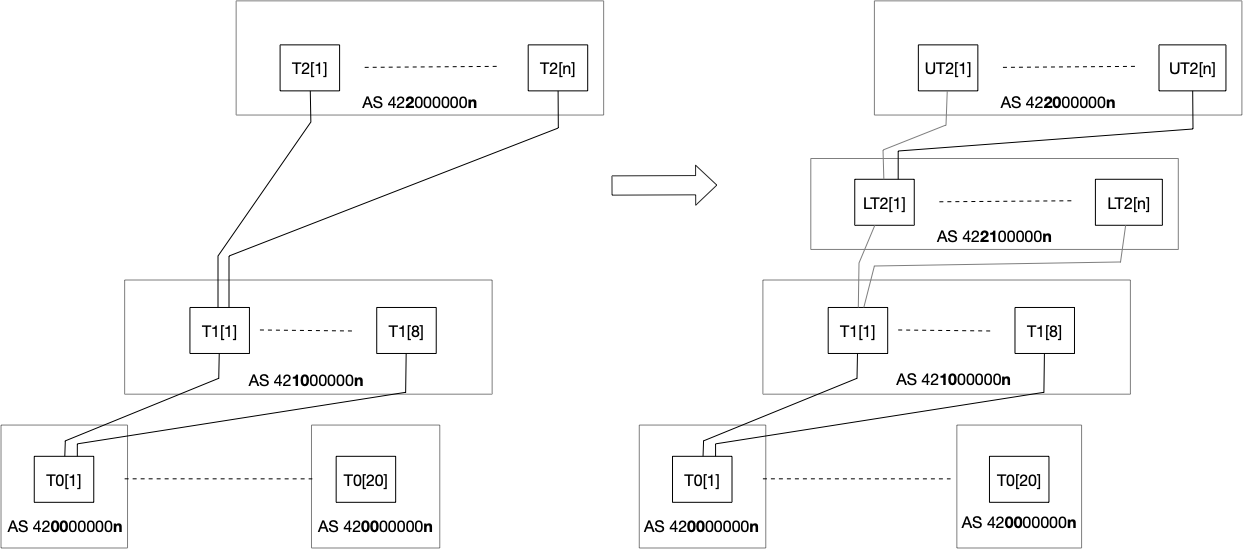 T2[1] T2[n]
AS 422000000n
T1[1] T1[8]
AS 421000000n
T0[1] T0[20]
AS 420000000n AS 420000000n
UT2[1] UT2[n]
AS 422000000n
LT2[1] LT2[n]
AS 422100000n
T1[1] T1[8]
AS 421000000n
T0[1] T0[20]
AS 420000000n AS 420000000n